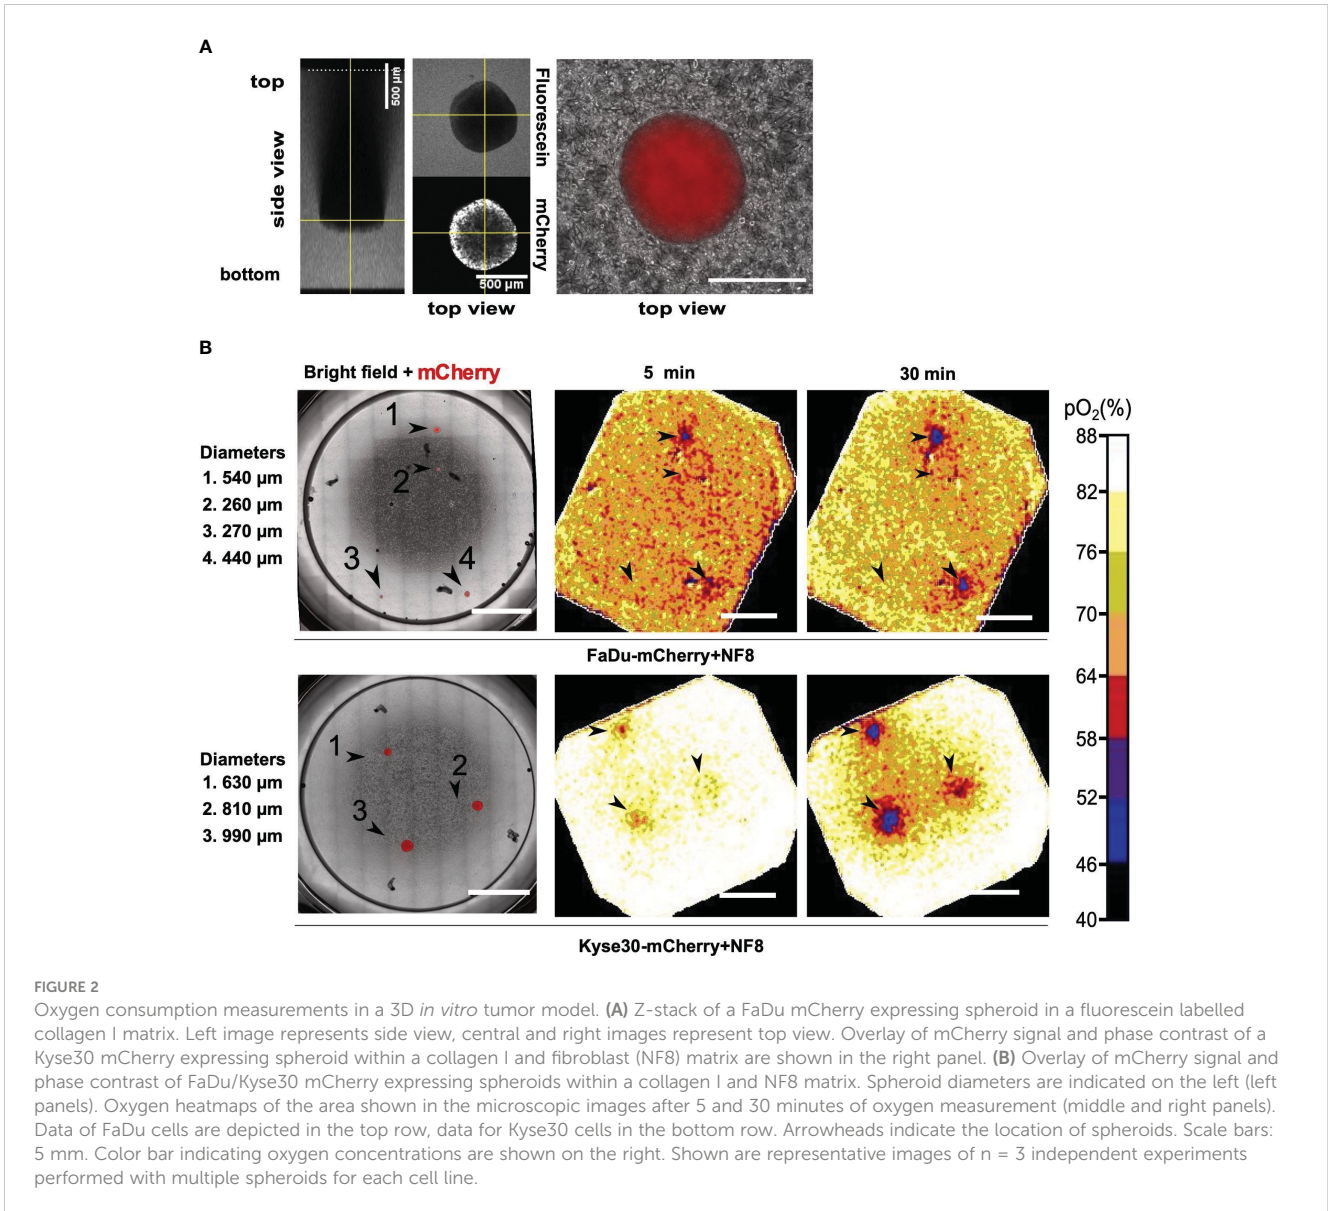 A
top
side view
bottom
500 µm
Fluorescein
mCherry
500 µm
top view
top view
B
Bright field + mCherry
5 min
30 min
pO2(%)
Diameters
1. 540 µm
2. 260 µm
3. 270 µm
4. 440 µm
1
2
3
4
88
82
76
70
64
58
52
46
40
FaDu-mCherry+NF8
Diameters
1. 630 µm
2. 810 µm
3. 990 µm
1
2
3
Kyse30-mCherry+NF8
FIGURE 2
Oxygen consumption measurements in a 3D in vitro tumor model. (A) Z-stack of a FaDu mCherry expressing spheroid in a fluorescein labelled
collagen I matrix. Left image represents side view, central and right images represent top view. Overlay of mCherry signal and phase contrast of a
Kyse30 mCherry expressing spheroid within a collagen I and fibroblast (NF8) matrix are shown in the right panel. (B) Overlay of mCherry signal and
phase contrast of FaDu/Kyse30 mCherry expressing spheroids within a collagen I and NF8 matrix. Spheroid diameters are indicated on the left (left
panels). Oxygen heatmaps of the area shown in the microscopic images after 5 and 30 minutes of oxygen measurement (middle and right panels).
Data of FaDu cells are depicted in the top row, data for Kyse30 cells in the bottom row. Arrowheads indicate the location of spheroids. Scale bars:
5 mm. Color bar indicating oxygen concentrations are shown on the right. Shown are representative images of n = 3 independent experiments
performed with multiple spheroids for each cell line.